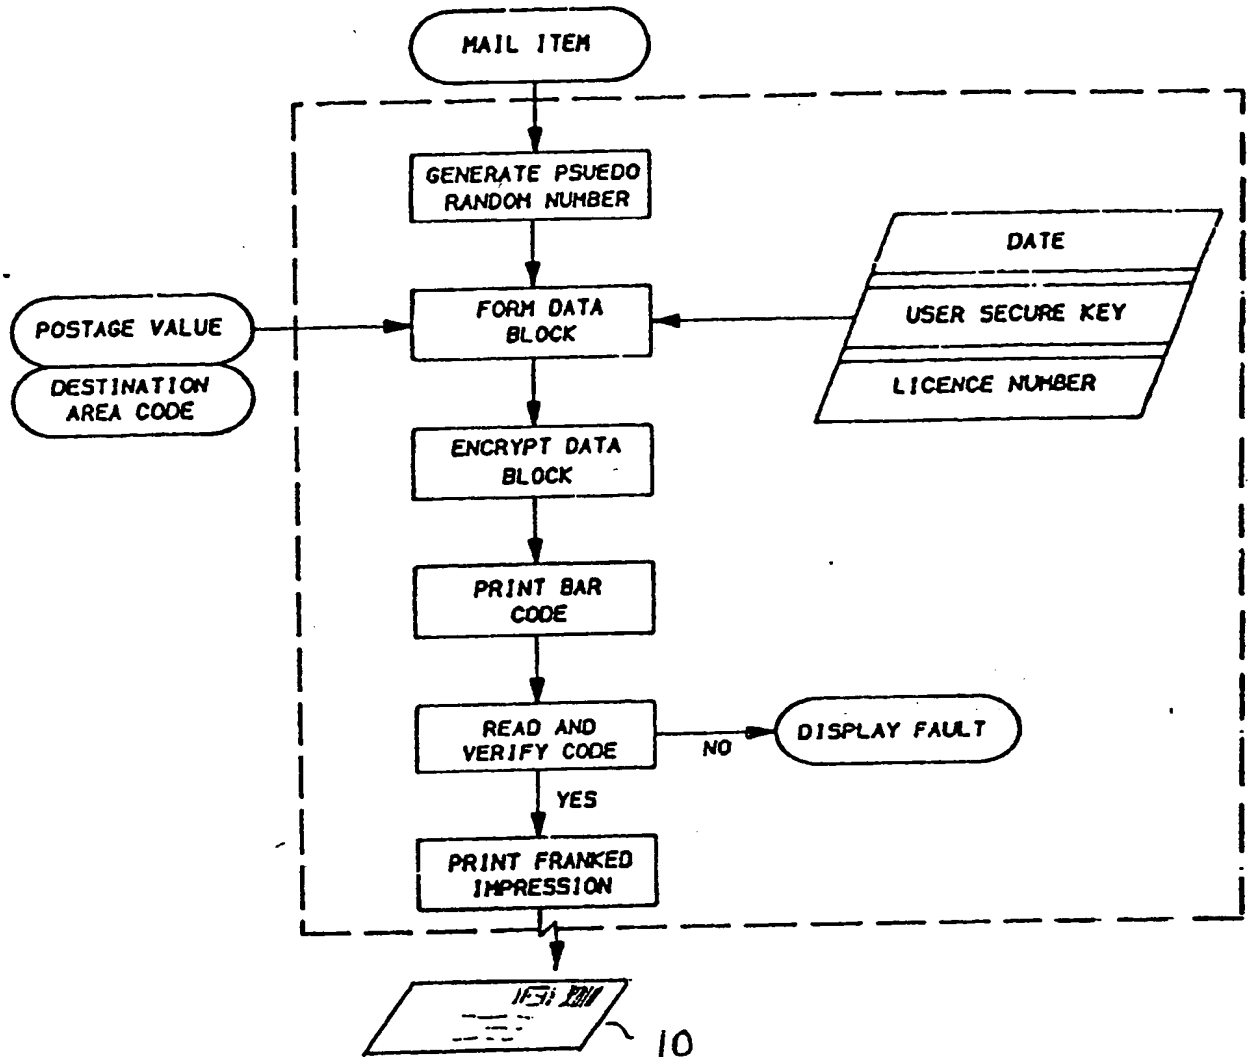 MAIL ITEM
GENERATE PSUEDO
RANDOM NUMBER
DATE
USER SECURE KEY
LICENCE NUMBER
POSTAGE VALUE
DESTINATION
AREA CODE
FORM DATA
BLOCK
ENCRYPT DATA
BLOCK
PRINT BAR
CODE
READ AND
VERIFY CODE
NO
DISPLAY FAULT
YES
PRINT FRANKED
IMPRESSION
10